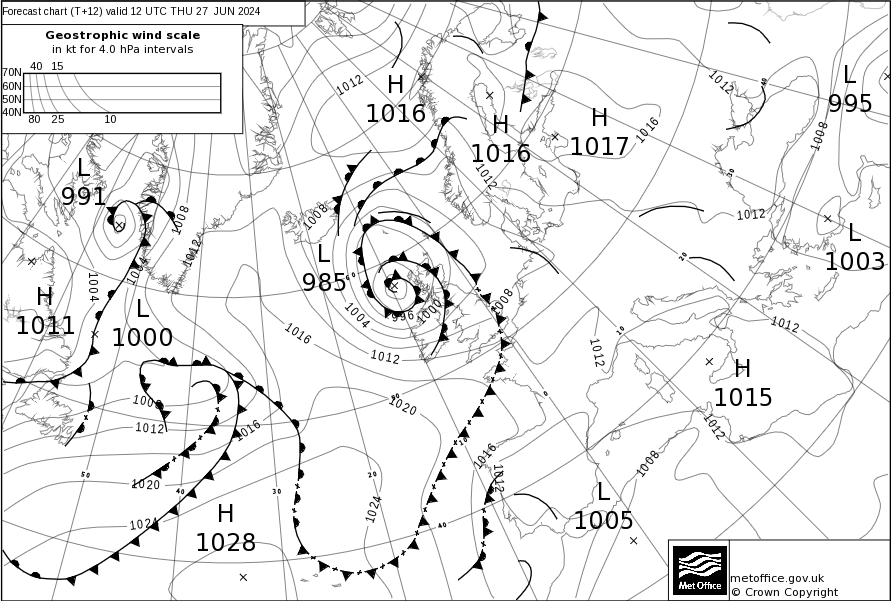 Forecast chart (T+12) valid 12 UTC THU 27 JUN 2024
Geostrophic wind scale
in kt for 4.0 hPa intervals
40 15
70N
60N
50N
40N
80 25 10
L
995
H
1016
H
1016
H
1017
1012
1012
1016
1008
1012
L
991
1008
1008
1012
1012
L
1003
L
985
1004
1004
1012
H
1011
L
1000
1016
1004
996
1000
1008
1012
1012
1012
H
1015
1012
1008
1012
1016
1020
1016
1012
1008
1020
1024
1024
H
1028
L
1005
60
50
40
30
20
10
0
10
20
30
40
40
Met Office
metoffice.gov.uk
© Crown Copyright